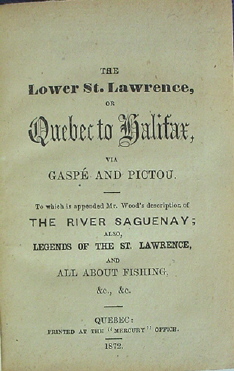 THE
Lower St. Lawrence,
OR
Quebec to Halifax,
VIA
GASPÉ AND PICTOU.
To which is appended Mr. Wood's description of
THE RIVER SAGUENAY;
ALSO,
LEGENDS OF THE ST. LAWRENCE,
AND
ALL ABOUT FISHING,
&c., &c.
QUEBEC:
PRINTED AT THE "MERCURY" OFFICE.
1872.